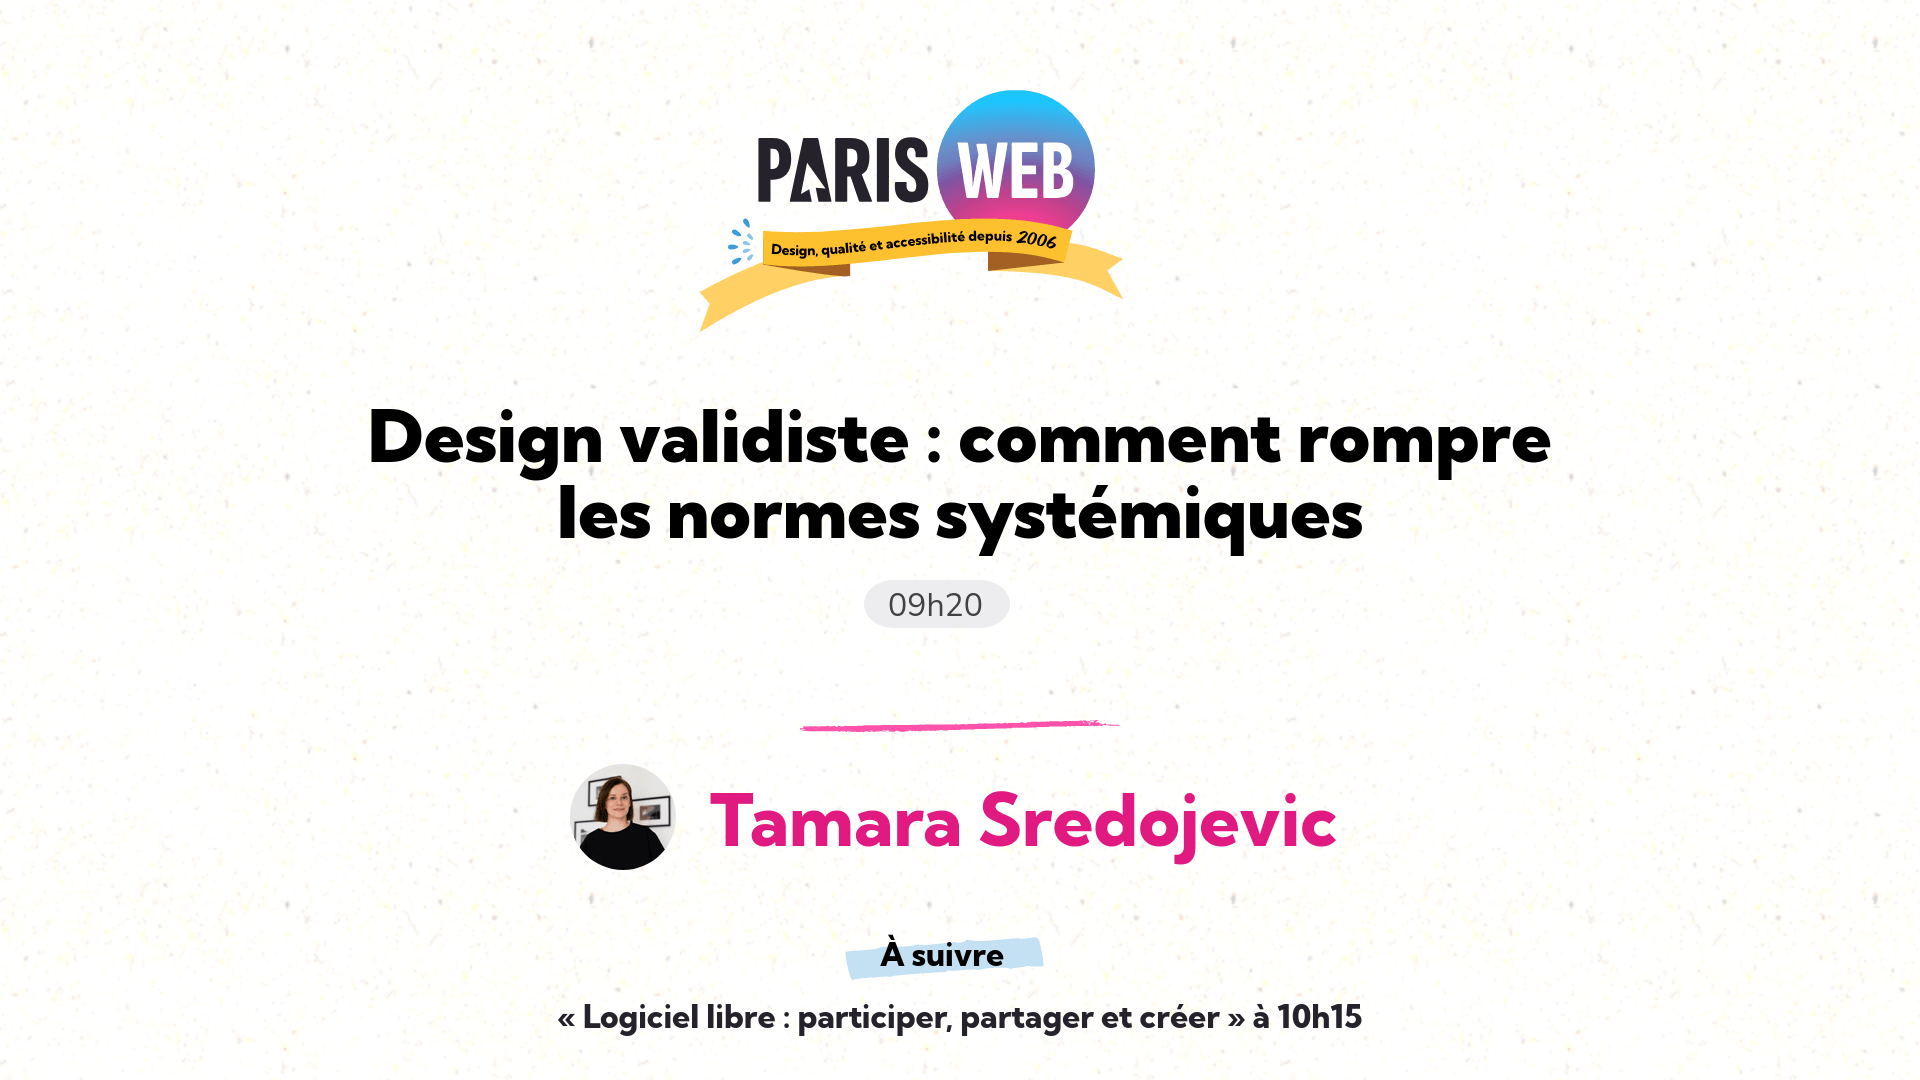 PARIS WEB
Design, qualité et accessibilité depuis 2006
Design validiste : comment rompre
les normes systémiques
09h20
Tamara Sredojevic
À suivre
« Logiciel libre : participer, partager et créer » à 10h15